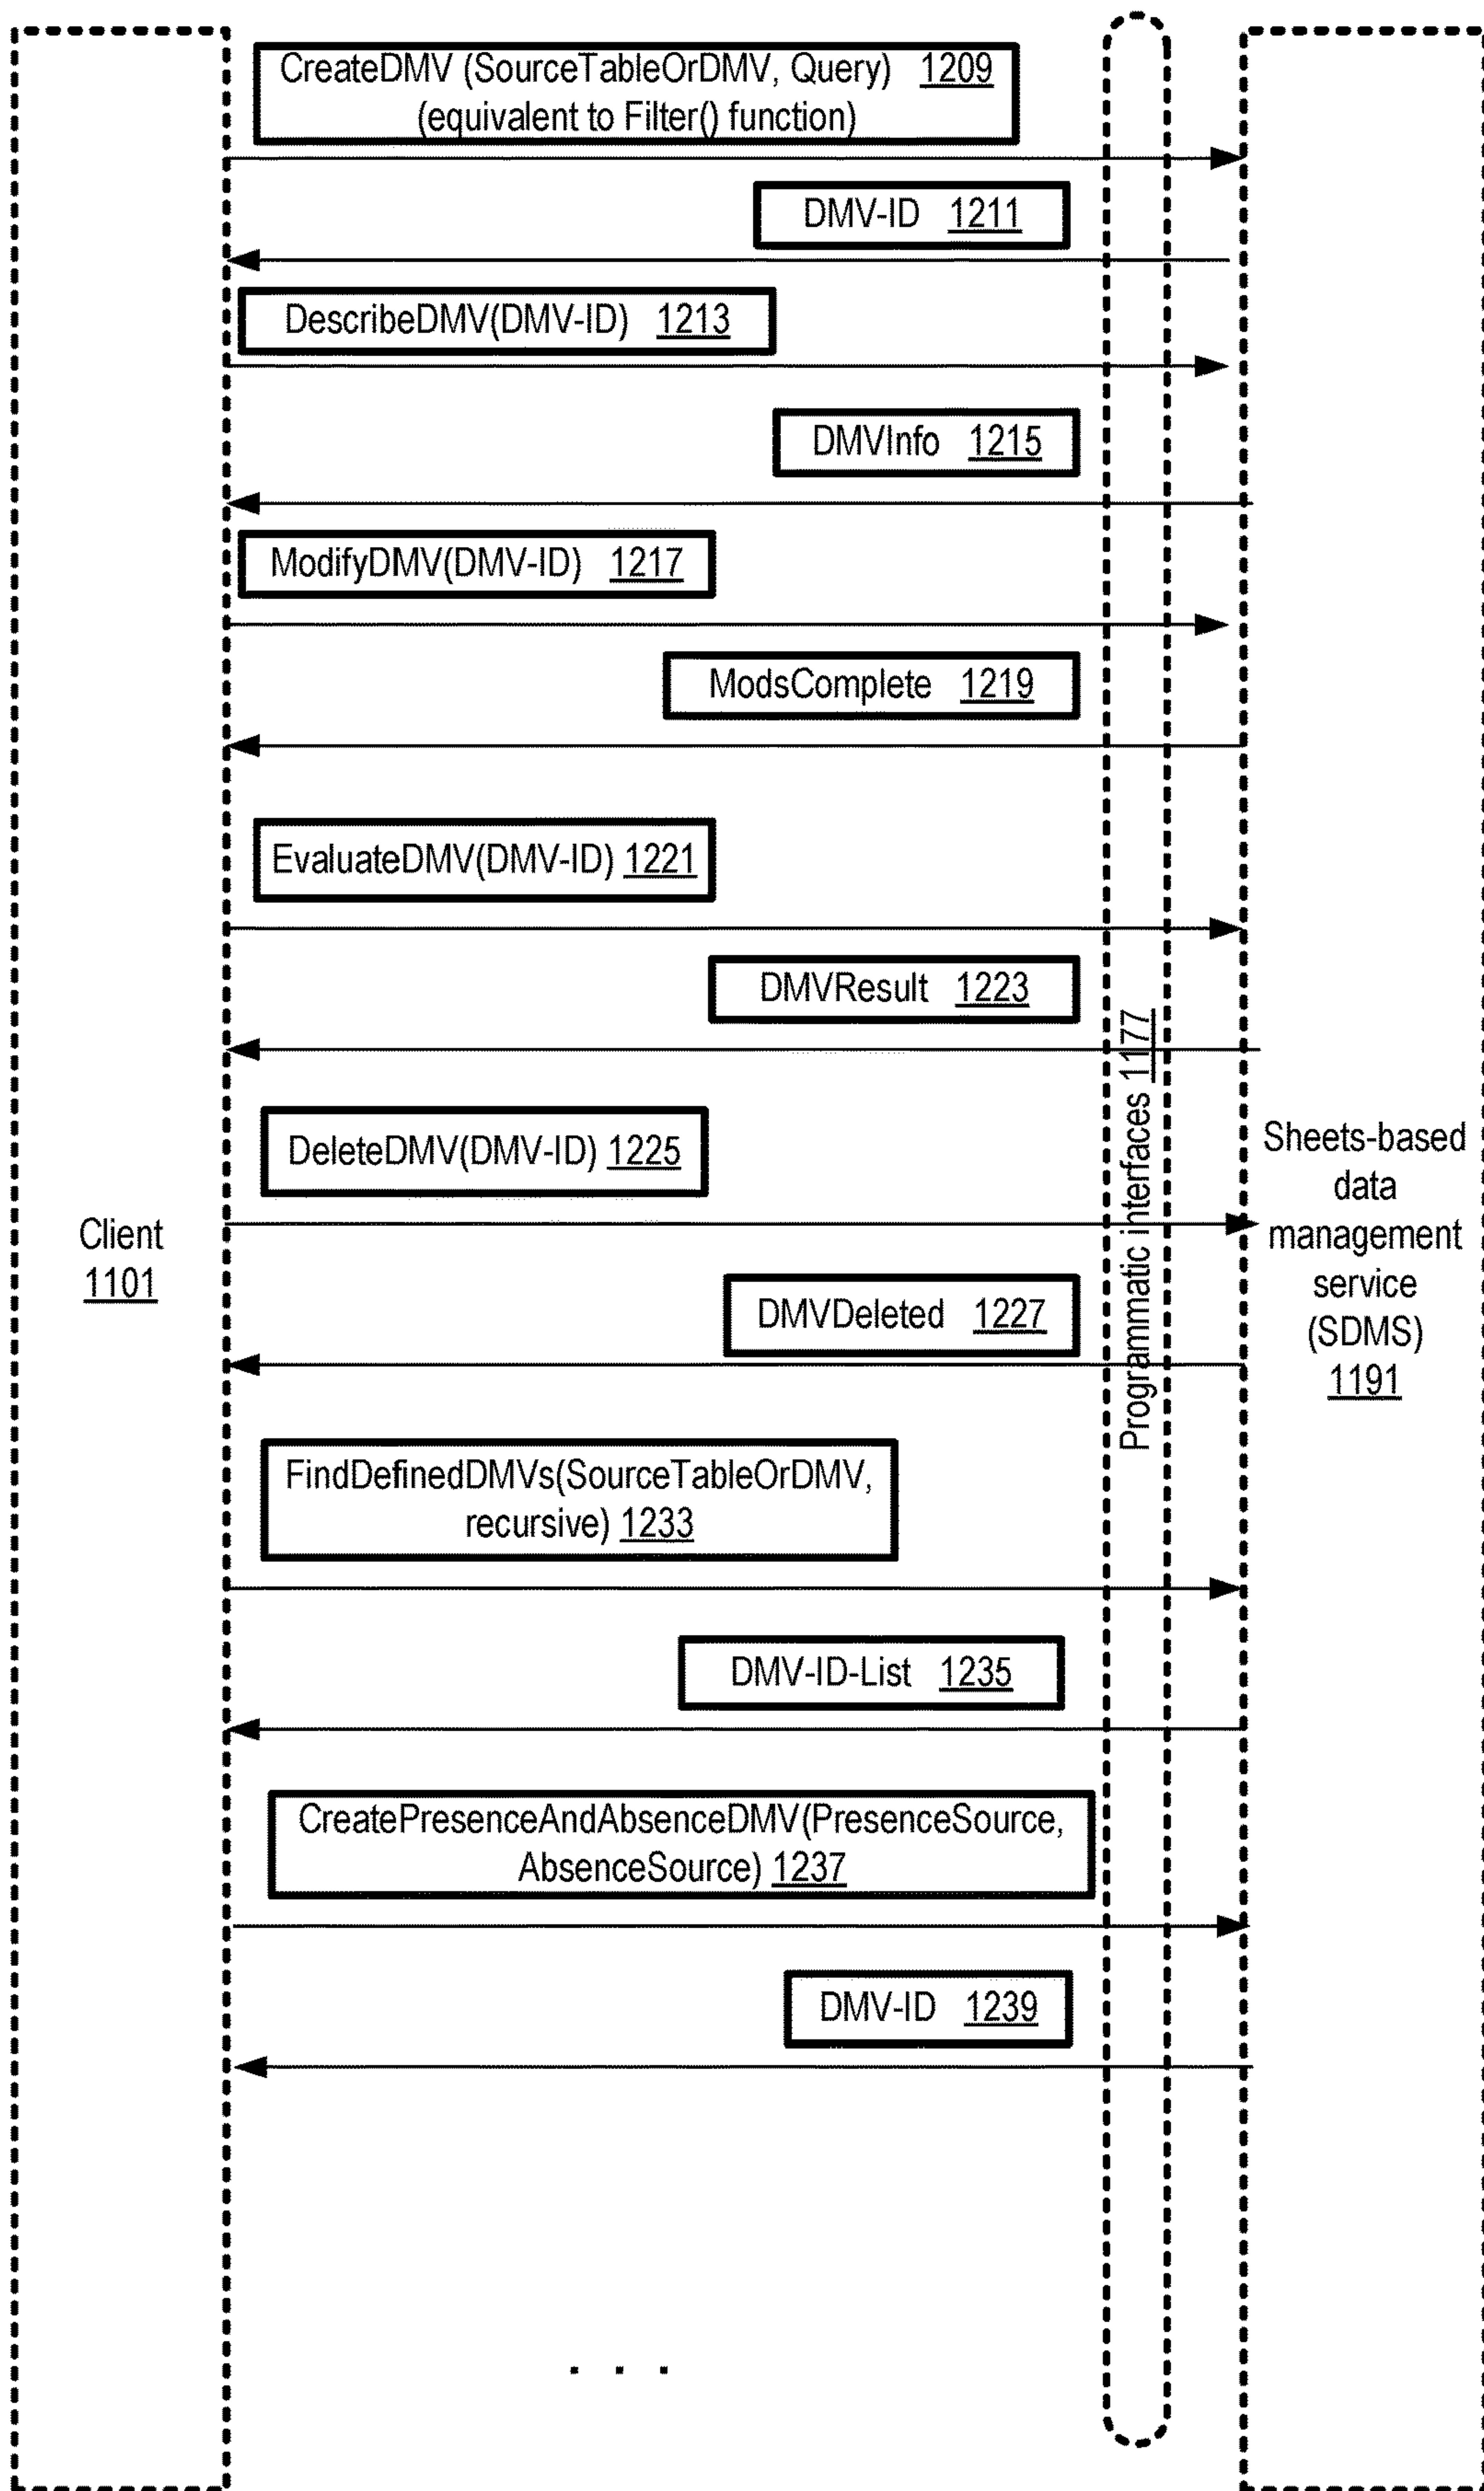 CreateDMV (SourceTableOrDMV, Query) 1209
(equivalent to Filter() function)
DMV-ID 1211
DescribeDMV(DMV-ID) 1213
DMVInfo 1215
ModifyDMV(DMV-ID) 1217
ModsComplete 1219
EvaluateDMV(DMV-ID) 1221
DMVResult 1223
DeleteDMV(DMV-ID) 1225
DMVDeleted 1227
FindDefinedDMVs(SourceTableOrDMV,
recursive) 1233
DMV-ID-List 1235
CreatePresenceAndAbsenceDMV(PresenceSource,
AbsenceSource) 1237
DMV-ID 1239
. . .
Client
1101
Programmatic interfaces 1177
Sheets-based
data
management
service
(SDMS)
1191